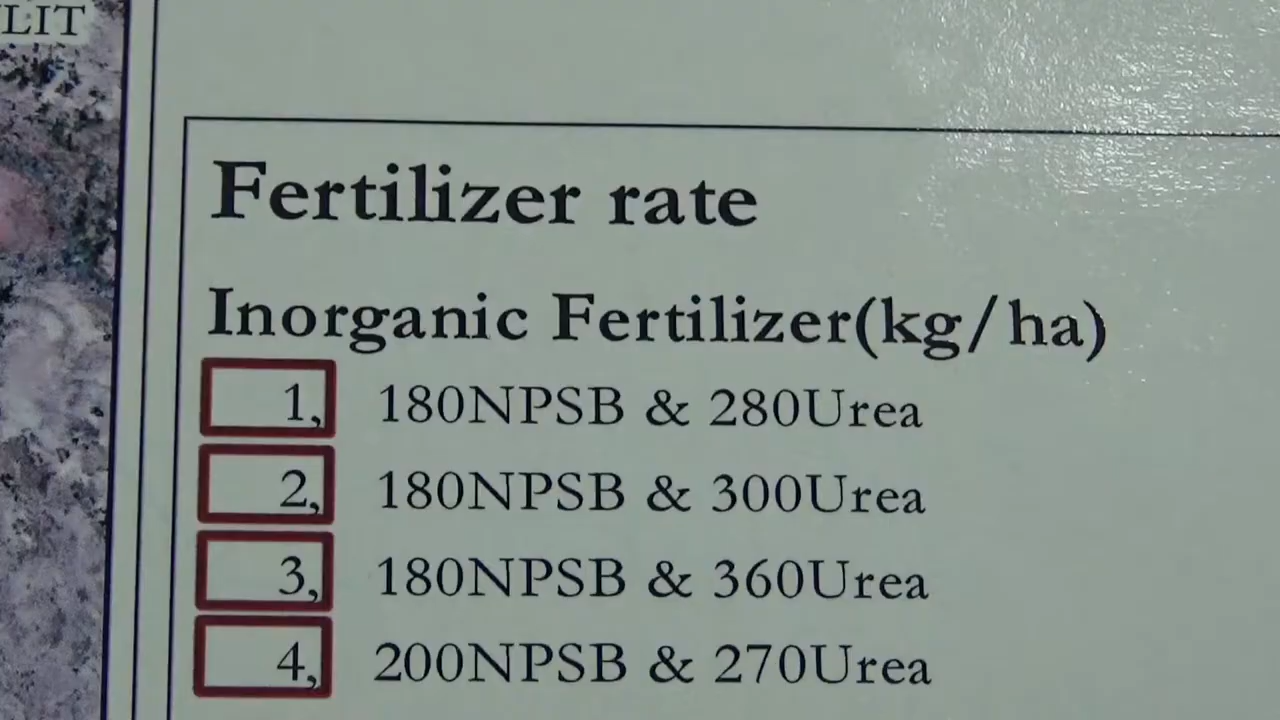 LIT
Fertilizer rate
Inorganic Fertilizer(kg/ha)
1, 180NPSB & 280Urea
2, 180NPSB & 300Urea
3, 180NPSB & 360Urea
4, 200NPSB & 270Urea